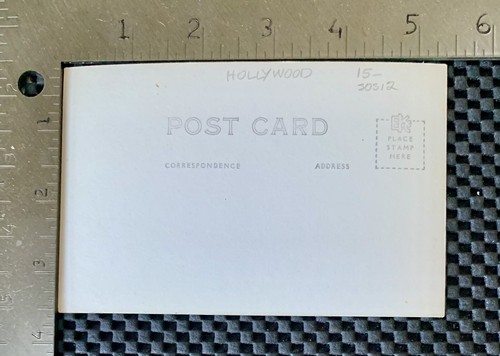 1 2 3 4 5 6
HOLLYWOOD 15-
POST CARD
CORRESPONDENCE ADDRESS
PLACE
STAMP
HERE
1
2
3
4